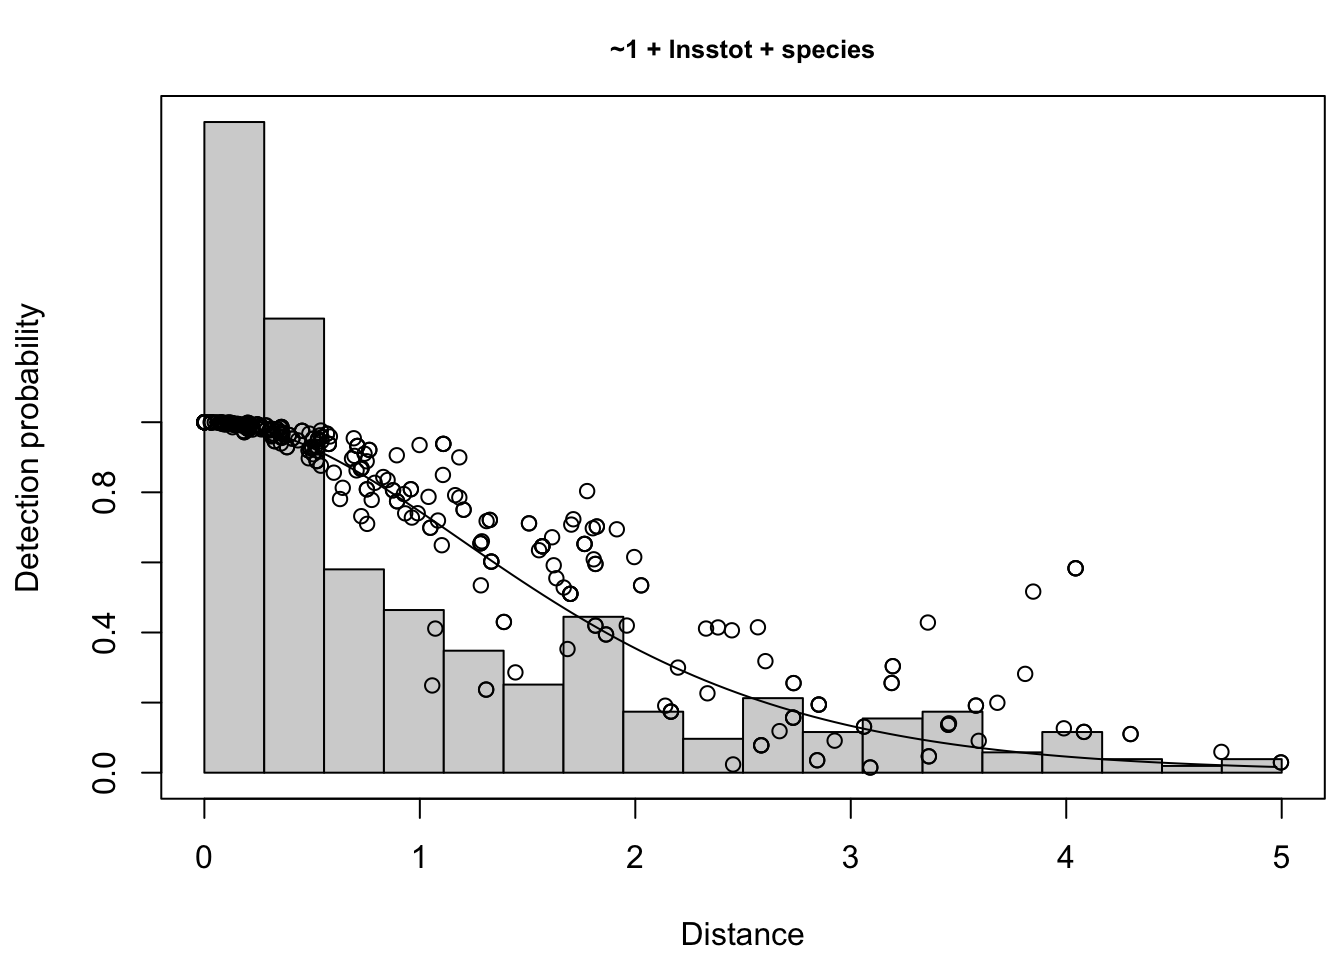 ~1 + lnsstot + species
Detection probability
0.8
0.4
0.0
0 1 2 3 4 5
Distance